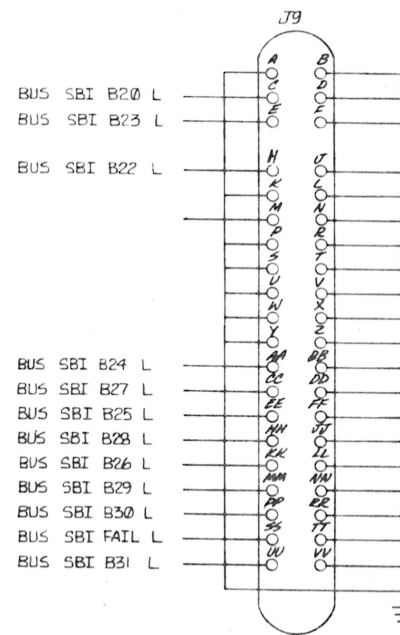 J9
A B
BUS SBI B20 L C D
BUS SBI B23 L E F
BUS SBI B22 L H J
K L
M N
P R
S T
U V
W X
Y Z
BUS SBI B24 L AA BB
BUS SBI B27 L CC DD
BUS SBI B25 L EE FF
BUS SBI B28 L HH JJ
BUS SBI B26 L KK LL
BUS SBI B29 L MM NN
BUS SBI B30 L PP RR
BUS SBI FAIL L SS TT
BUS SBI B31 L UU VV